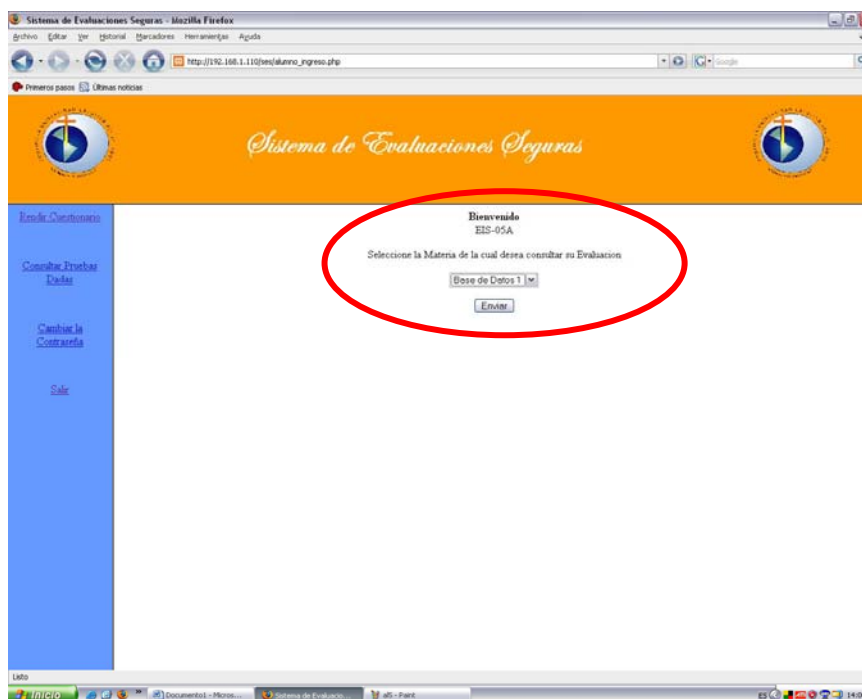 Sistema de Evaluaciones Seguras - Mozilla Firefox
Archivo Editar Ver Historial Marcadores Herramientas Ayuda
http://192.168.1.110/ses/alumno_ingreso.php
Google
Primeros pasos Últimas noticias
Sistema de Evaluaciones Seguras
Rendir Cuestionario
Consultar Pruebas
Dadas
Cambiar la
Contraseña
Salir
Bienvenido
EIS-05A
Seleccione la Materia de la cual desea consultar su Evaluacion
Base de Datos 1
Enviar
Listo
Inicio
Documento1 - Micros...
Sistema de Evaluacio...
- Paint
ES